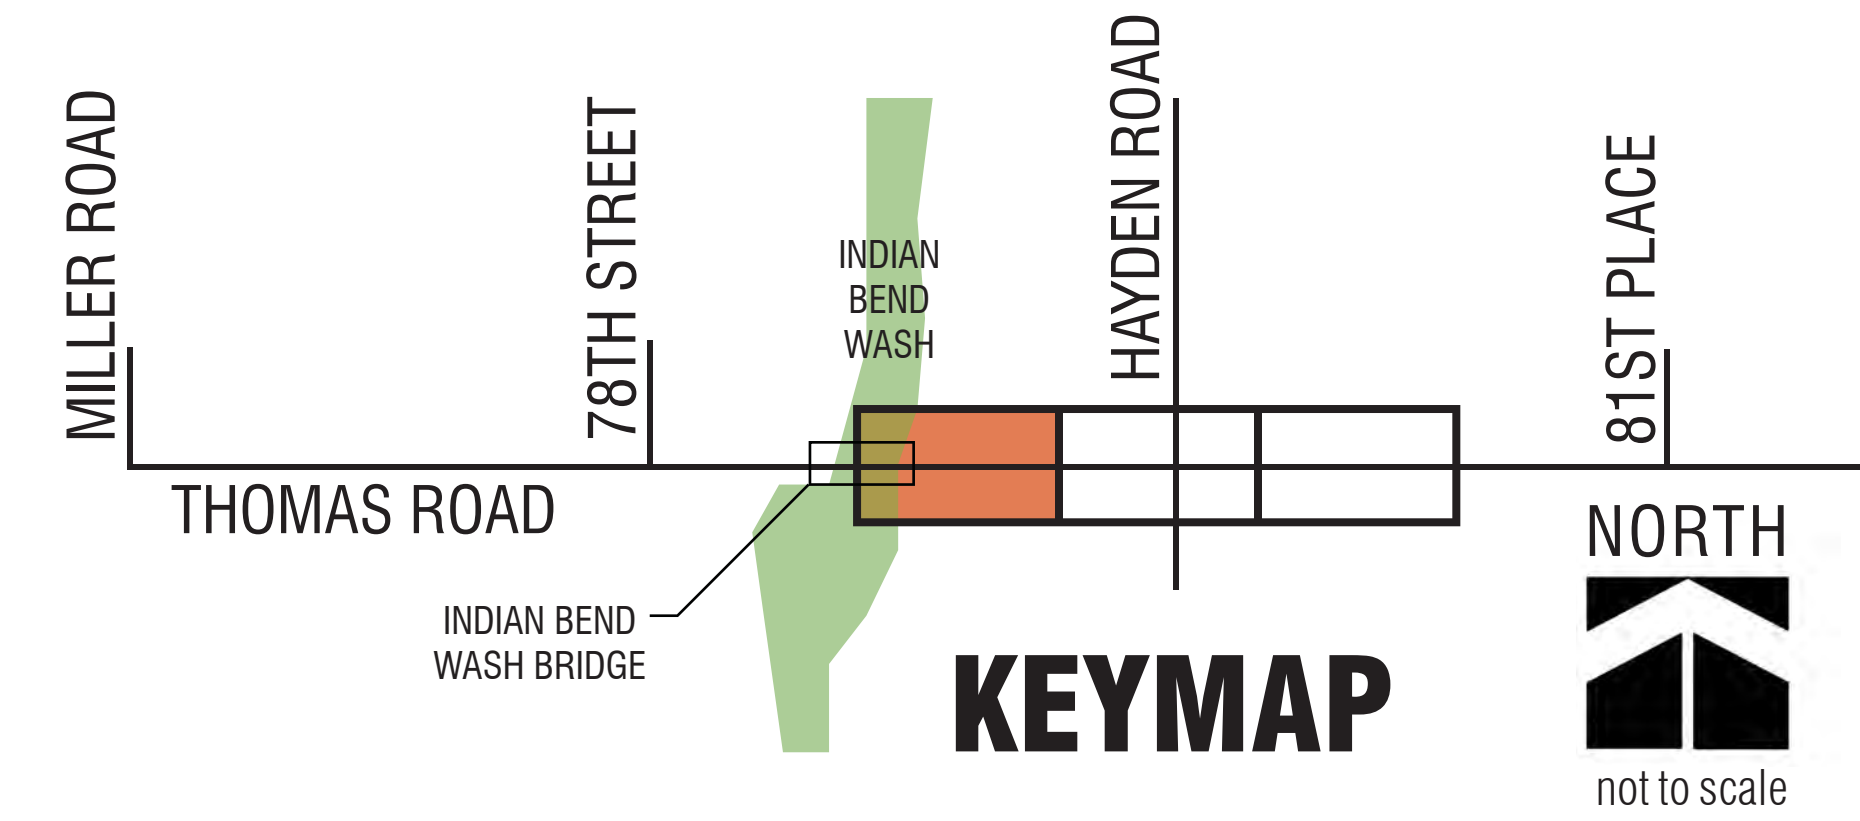 MILLER ROAD
78TH STREET
INDIAN
BEND
WASH
HAYDEN ROAD
81ST PLACE
THOMAS ROAD
INDIAN BEND
WASH BRIDGE
KEYMAP
NORTH
not to scale